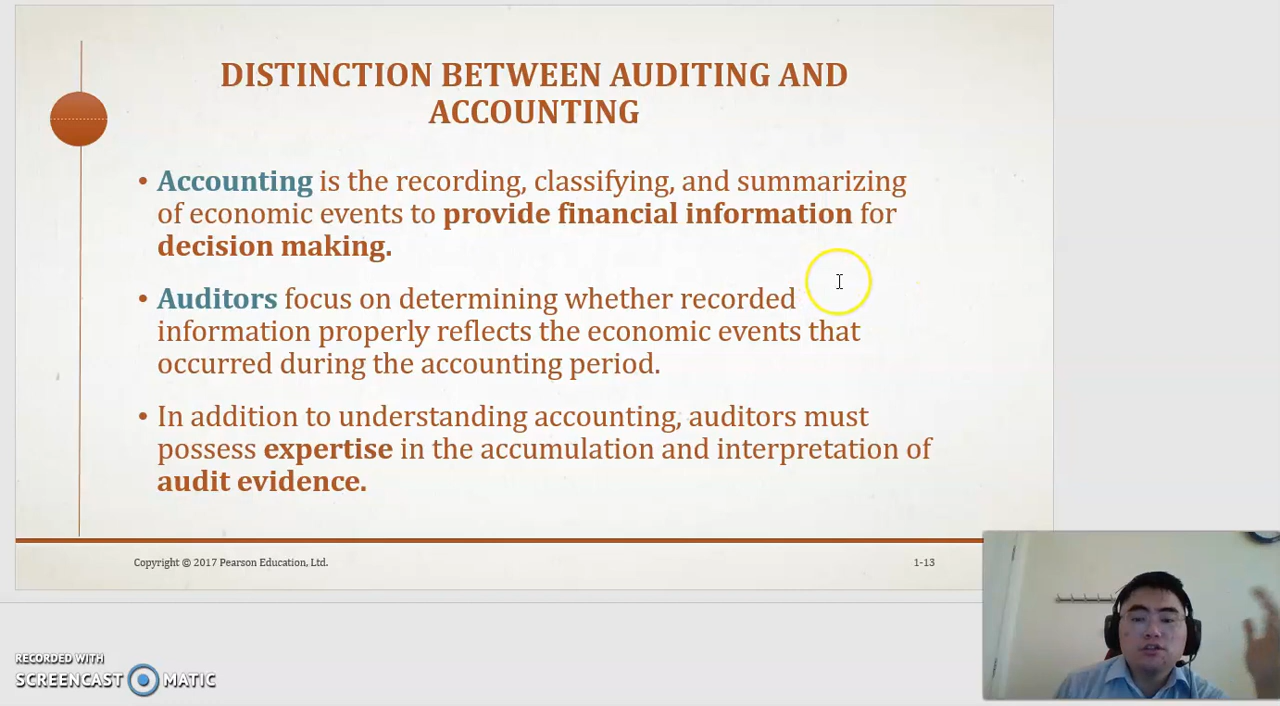 DISTINCTION BETWEEN AUDITING AND
ACCOUNTING
• Accounting is the recording, classifying, and summarizing
of economic events to provide financial information for
decision making.
• Auditors focus on determining whether recorded
information properly reflects the economic events that
occurred during the accounting period.
• In addition to understanding accounting, auditors must
possess expertise in the accumulation and interpretation of
audit evidence.
Copyright © 2017 Pearson Education, Ltd.
1-13
RECORDED WITH
SCREENCAST MATIC